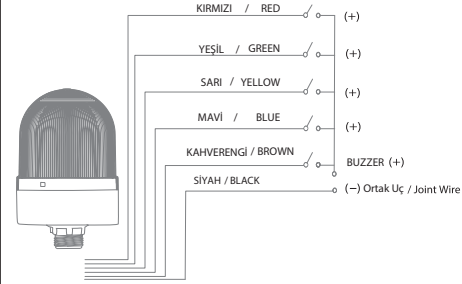 KIRMIZI / RED (+)
YEŞİL / GREEN (+)
SARI / YELLOW (+)
MAVİ / BLUE (+)
KAHVERENGİ / BROWN BUZZER (+)
SİYAH / BLACK (−) Ortak Uç / Joint Wire